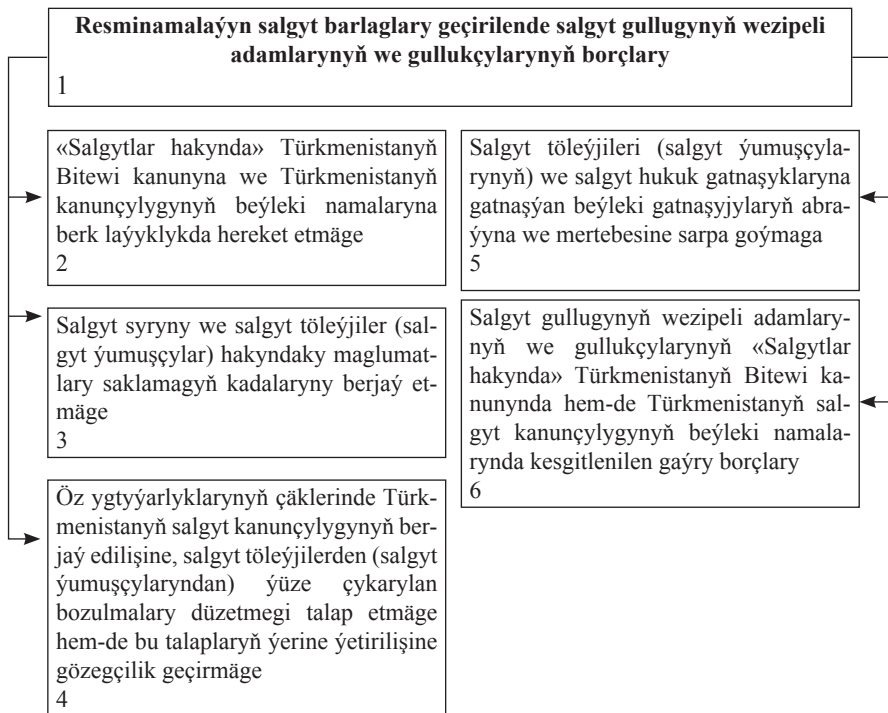 Resminamalaýyn salgyt barlaglary geçirilende salgyt gullugynyň wezipeli
adamlarynyň we gullukçylarynyň borçlary
1
«Salgytlar hakynda» Türkmenistanyň
Bitewi kanunyna we Türkmenistanyň
kanunçylygynyň beýleki namalaryna
berk laýyklykda hereket etmäge
2
Salgyt syryny we salgyt töleýjiler (sal-
gyt ýumuşçylar) hakyndaky maglumat-
lary saklamagyň kadalaryny berjaý et-
mäge
3
Öz ygtyýarlyklarynyň çäklerinde Türk-
menistanyň salgyt kanunçylygynyň ber-
jaý edilişine, salgyt töleýjilerden (salgyt
ýumuşçylaryndan) ýüze çykarylan
bozulmalary düzetmegi talap etmäge
hem-de bu talaplaryň ýerine ýetirilişine
gözegçilik geçirmäge
4
Salgyt töleýjileri (salgyt ýumuşçyla-
rynyň) we salgyt hukuk gatnaşyklaryna
gatnaşýan beýleki gatnaşyjylaryň abra-
ýyna we mertebesine sarpa goýmaga
5
Salgyt gullugynyň wezipeli adamlary-
nyň we gullukçylarynyň «Salgytlar
hakynda» Türkmenistanyň Bitewi ka-
nunynda hem-de Türkmenistanyň sal-
gyt kanunçylygynyň beýleki namala-
rynda kesgitlenilen gaýry borçlary
6